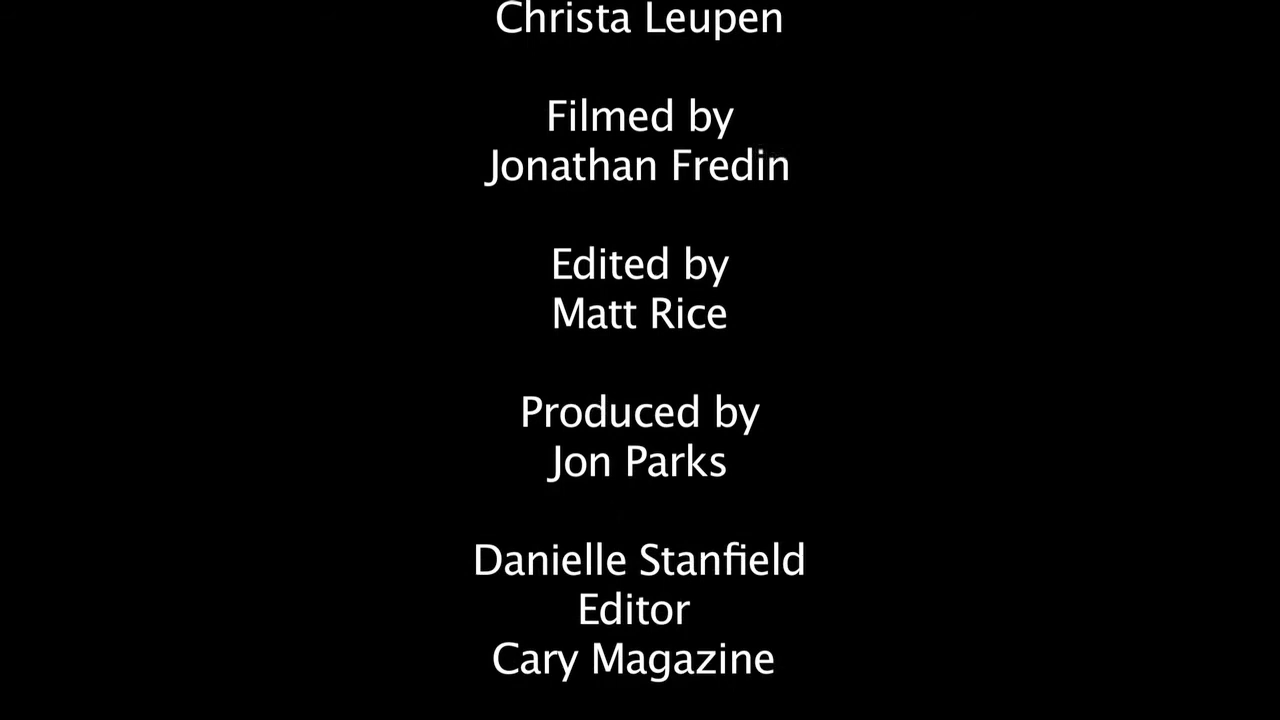 Christa Leupen
Filmed by
Jonathan Fredin
Edited by
Matt Rice
Produced by
Jon Parks
Danielle Stanfield
Editor
Cary Magazine